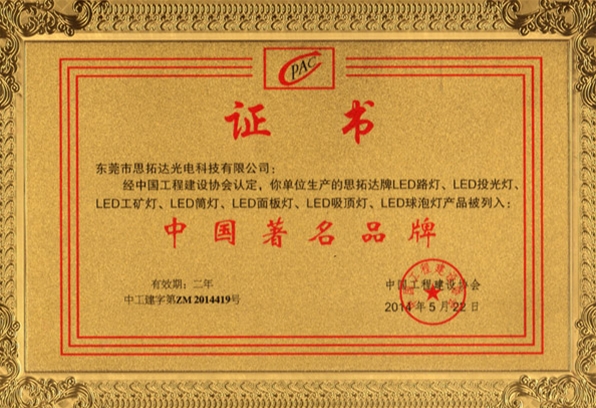 CPAC
证书
东莞市思拓达光电科技有限公司：
经中国工程建设协会认定，你单位生产的思拓达牌LED路灯、LED投光灯、
LED工矿灯、LED筒灯、LED面板灯、LED吸顶灯、LED球泡灯产品被列入：
中国著名品牌
有效期：二年
中国工程建设协会
中工建字第ZM 2014419号
2014年5月22日